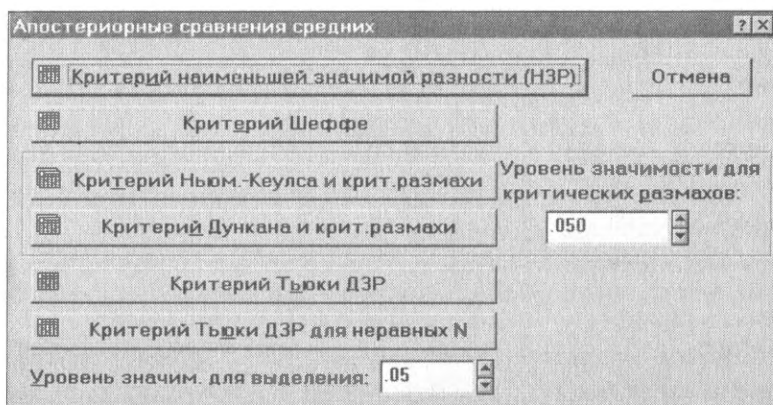 Апостериорные сравнения средних
Критерий наименьшей значимой разности (НЗР)
Отмена
Критерий Шеффе
Критерий Ньюм.-Кеулса и крит.размахи
Уровень значимости для
критических размахов:
.050
Критерий Дункана и крит.размахи
Критерий Тьюки ДЗР
Критерий Тьюки ДЗР для неравных N
Уровень значим. для выделения:
.05